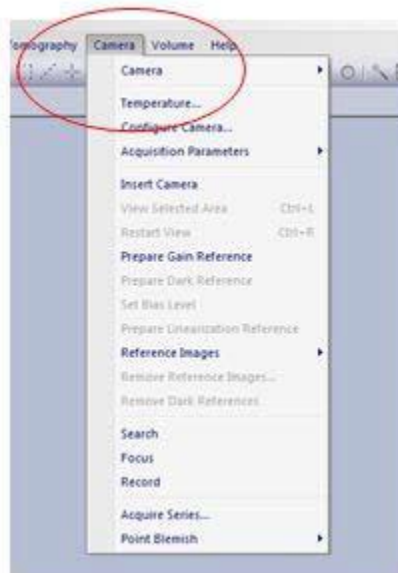 Tomography Camera Volume Help
Camera
Temperature...
Configure Camera...
Acquisition Parameters
Insert Camera
View Selected Area Ctrl+L
Restart View Ctrl+R
Prepare Gain Reference
Prepare Dark Reference
Set Bias Level
Prepare Linearization Reference
Reference Images
Remove Reference Images...
Remove Dark References
Search
Focus
Record
Acquire Series...
Point Blemish